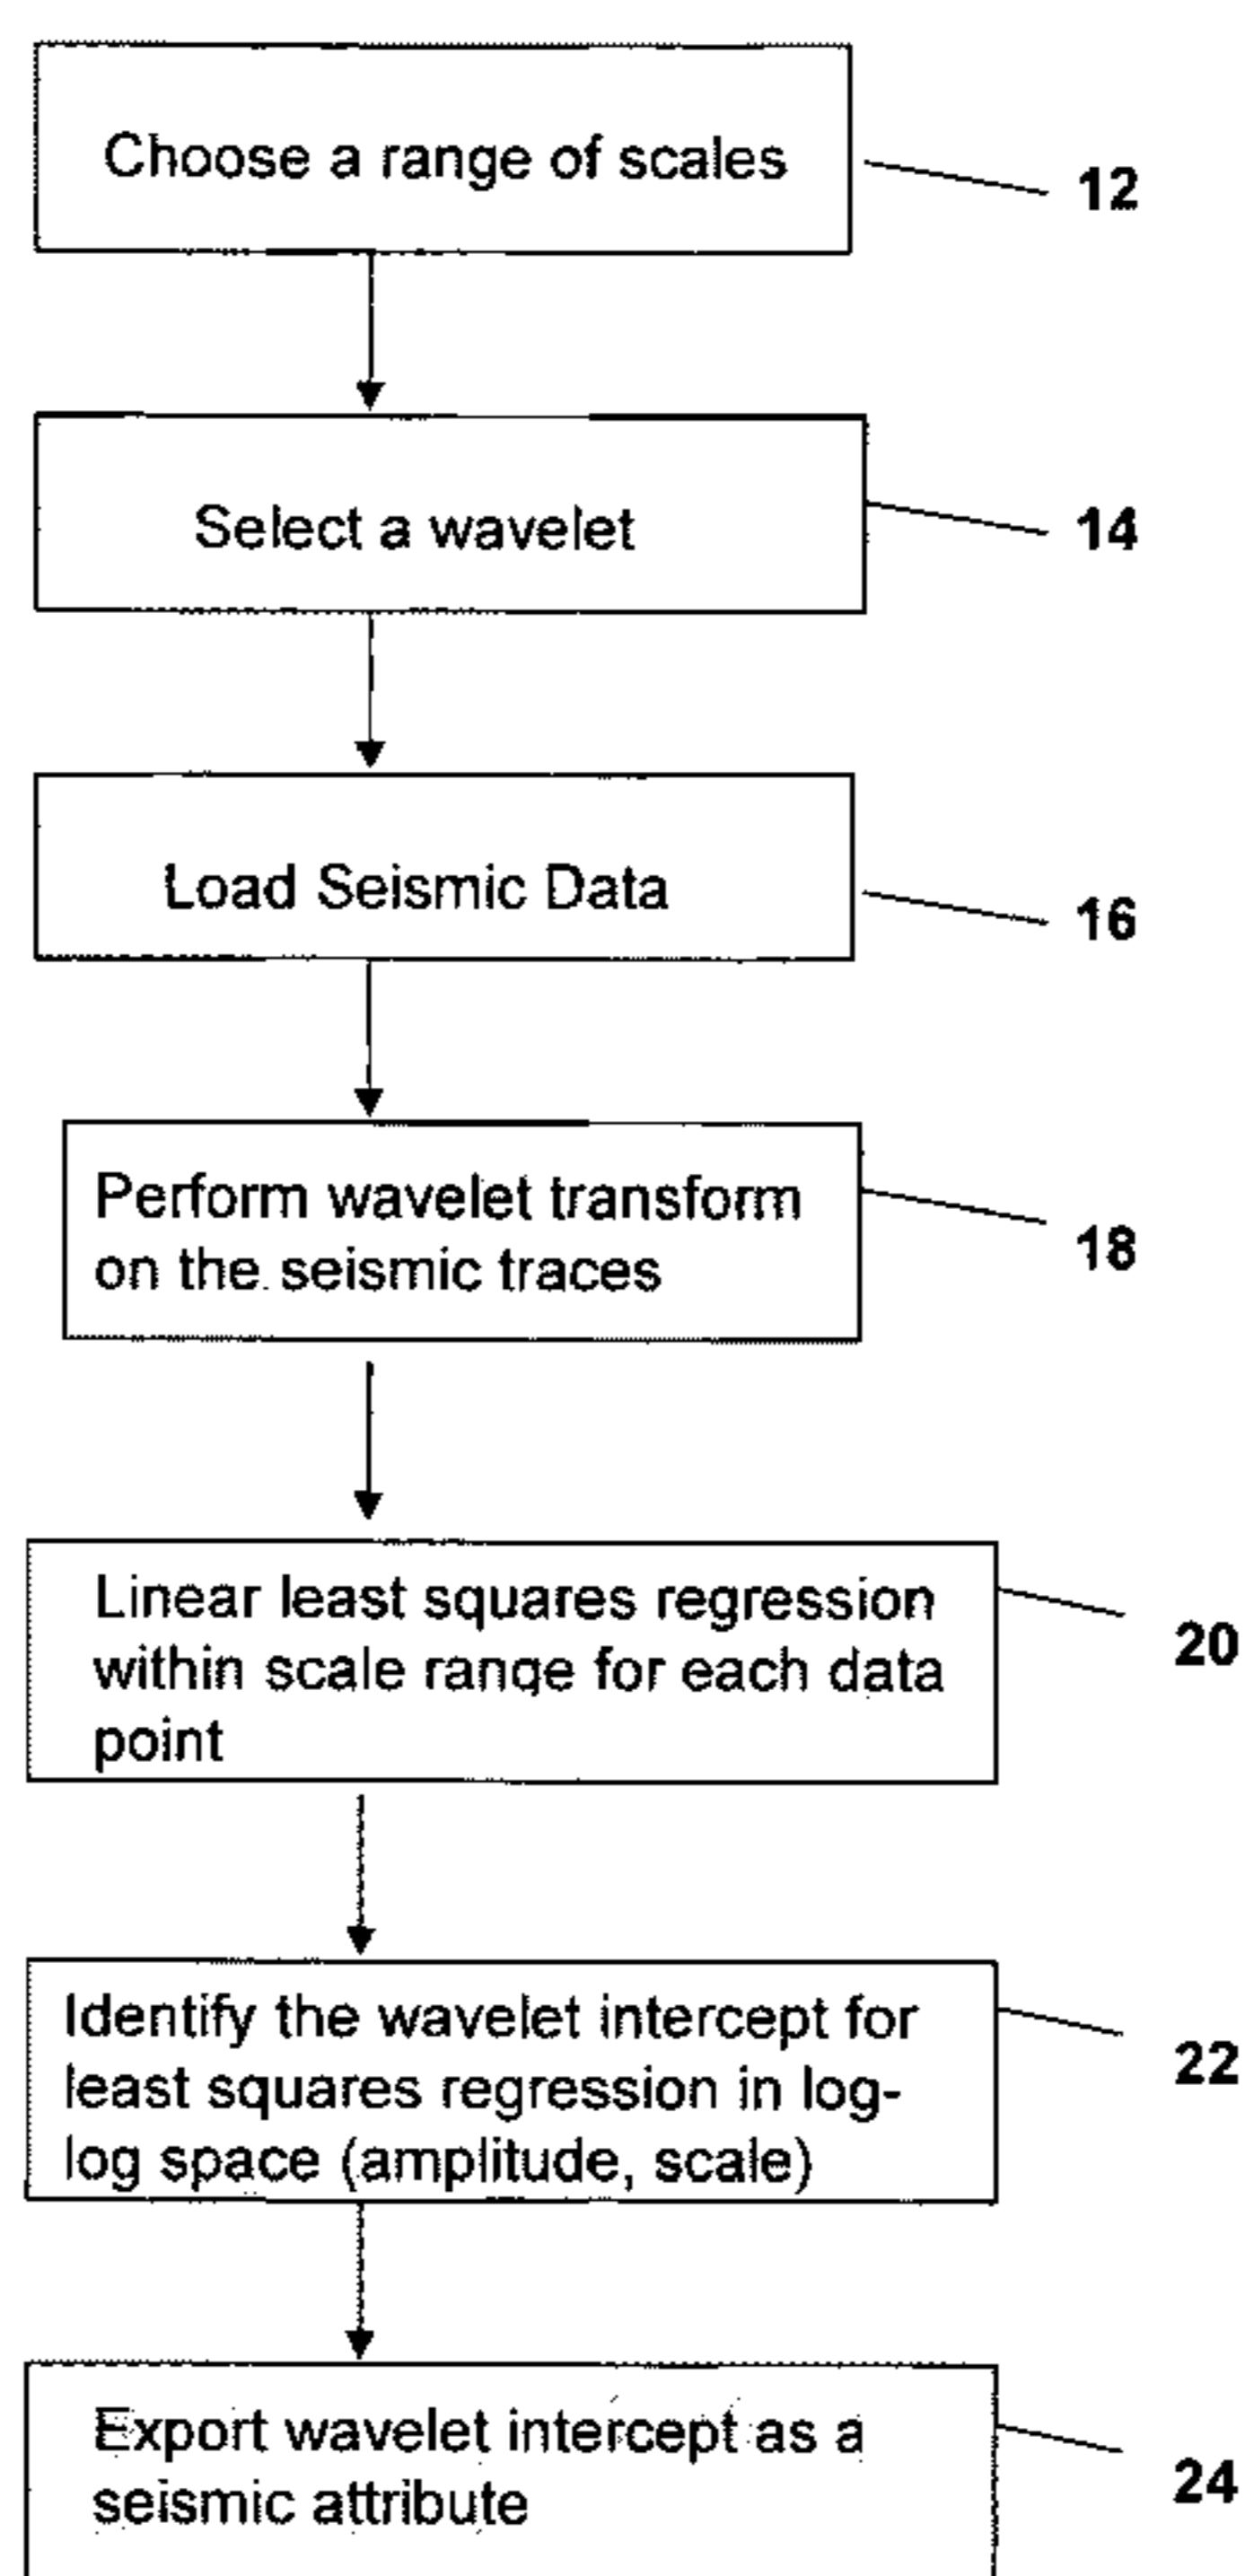 Choose a range of scales
12
Select a wavelet
14
Load Seismic Data
16
Perform wavelet transform
on the seismic traces
18
Linear least squares regression
within scale range for each data
point
20
Identify the wavelet intercept for
least squares regression in log-
log space (amplitude, scale)
22
Export wavelet intercept as a
seismic attribute
24